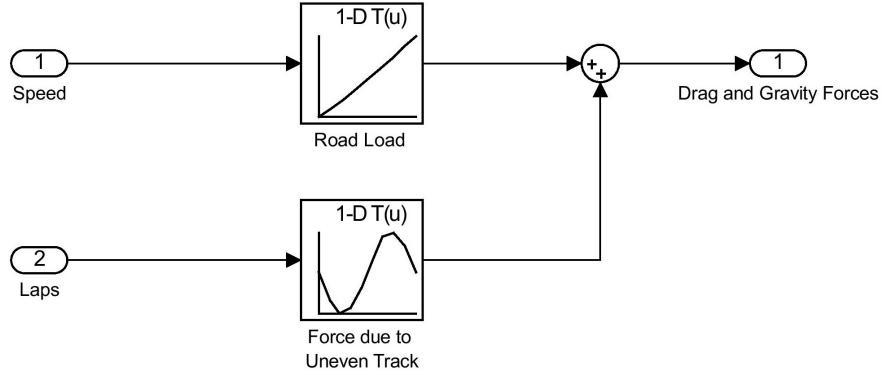 1-D T(u)
1
Speed
Road Load
+
+
1
Drag and Gravity Forces
1-D T(u)
2
Laps
Force due to
Uneven Track